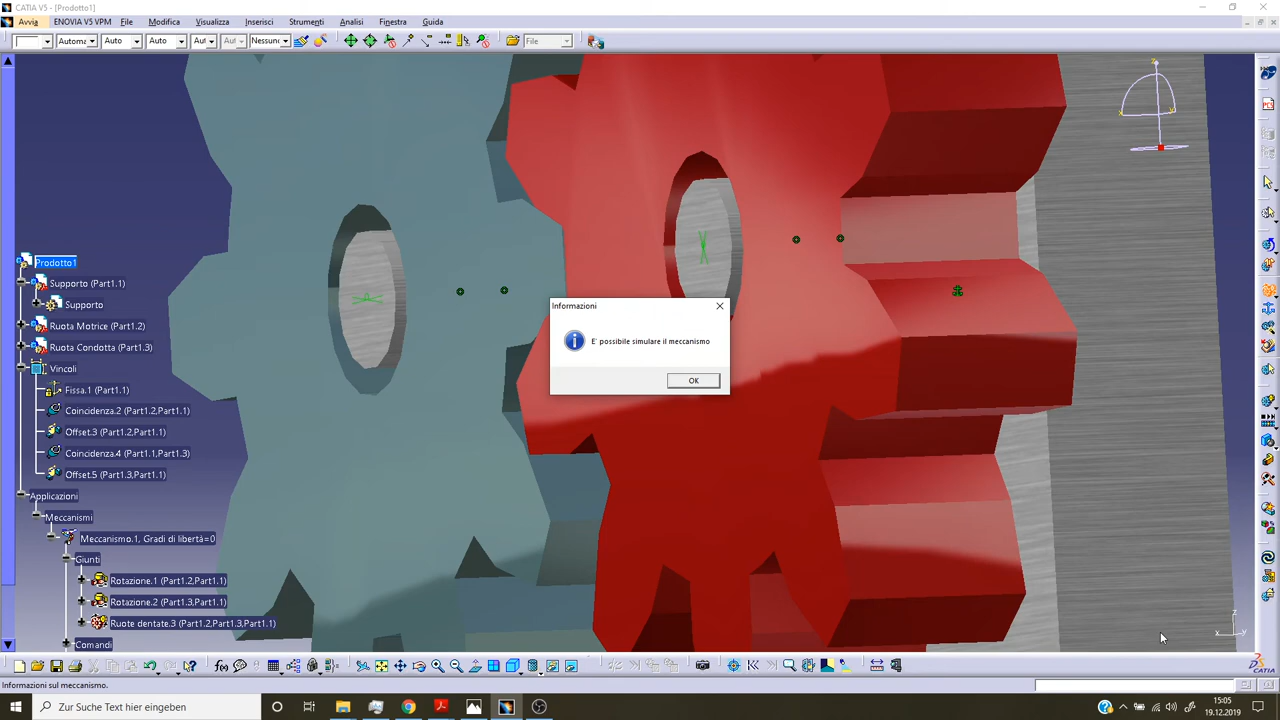 CATIA V5 - [Prodotto1]
Avvia ENOVIA V5 VPM File Modifica Visualizza Inserisci Strumenti Analisi Finestra Guida
Automa Auto Auto Aut Aut Nessuno File
Prodotto1
Supporto (Part1.1)
Supporto
Ruota Motrice (Part1.2)
Ruota Condotta (Part1.3)
Vincoli
Fissa.1 (Part1.1)
Coincidenza.2 (Part1.2,Part1.1)
Offset.3 (Part1.2,Part1.1)
Coincidenza.4 (Part1.1,Part1.3)
Offset.5 (Part1.3,Part1.1)
Applicazioni
Meccanismi
Meccanismo.1, Gradi di libertà=0
Giunti
Rotazione.1 (Part1.2,Part1.1)
Rotazione.2 (Part1.3,Part1.1)
Ruote dentate.3 (Part1.2,Part1.3,Part1.1)
Comandi
Informazioni
E' possibile simulare il meccanismo
OK
Informazioni sul meccanismo.
CATIA
Zur Suche Text hier eingeben
15:05
19.12.2019